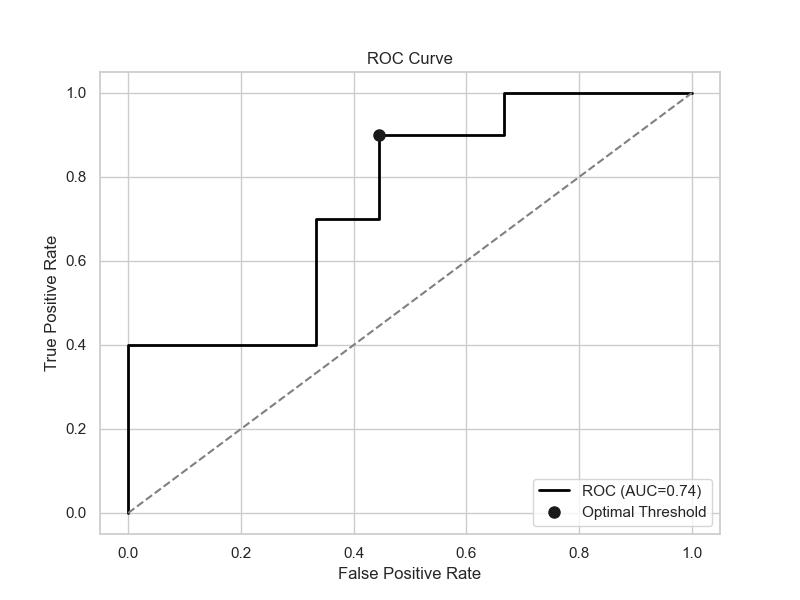 ROC Curve
True Positive Rate
1.0
0.8
0.6
0.4
0.2
0.0
0.0 0.2 0.4 0.6 0.8 1.0
False Positive Rate
ROC (AUC=0.74)
Optimal Threshold